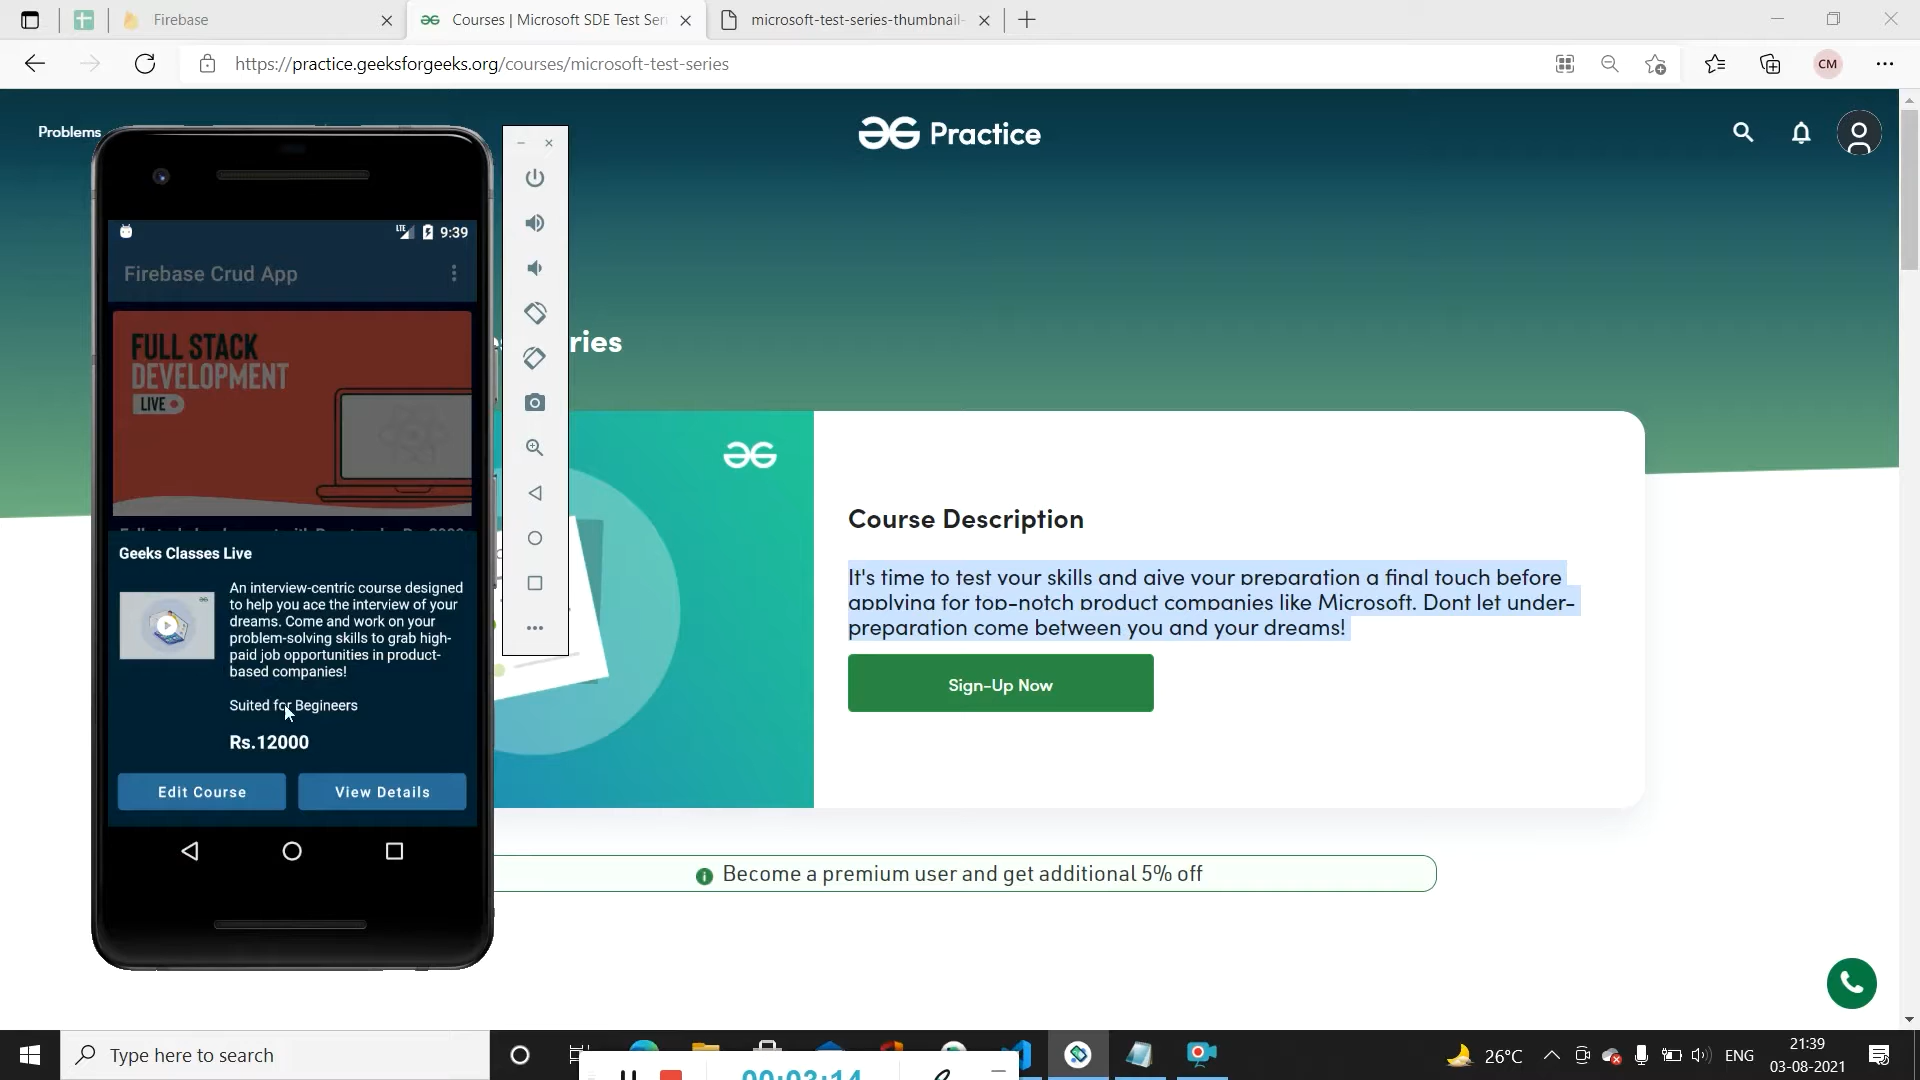 Firebase
Courses | Microsoft SDE Test Ser
microsoft-test-series-thumbnail-
https://practice.geeksforgeeks.org/courses/microsoft-test-series
CM
Problems
Practice
LTE
9:39
Firebase Crud App
FULL STACK
DEVELOPMENT
LIVE
ries
Geeks Classes Live
An interview-centric course designed
to help you ace the interview of your
dreams. Come and work on your
problem-solving skills to grab high-
paid job opportunities in product-
based companies!
Suited for Begineers
Rs.12000
Edit Course
View Details
Course Description
It's time to test your skills and give your preparation a final touch before
applying for top-notch product companies like Microsoft. Dont let under-
preparation come between you and your dreams!
Sign-Up Now
Become a premium user and get additional 5% off
Type here to search
00:03:14
26°C
ENG
21:39
03-08-2021